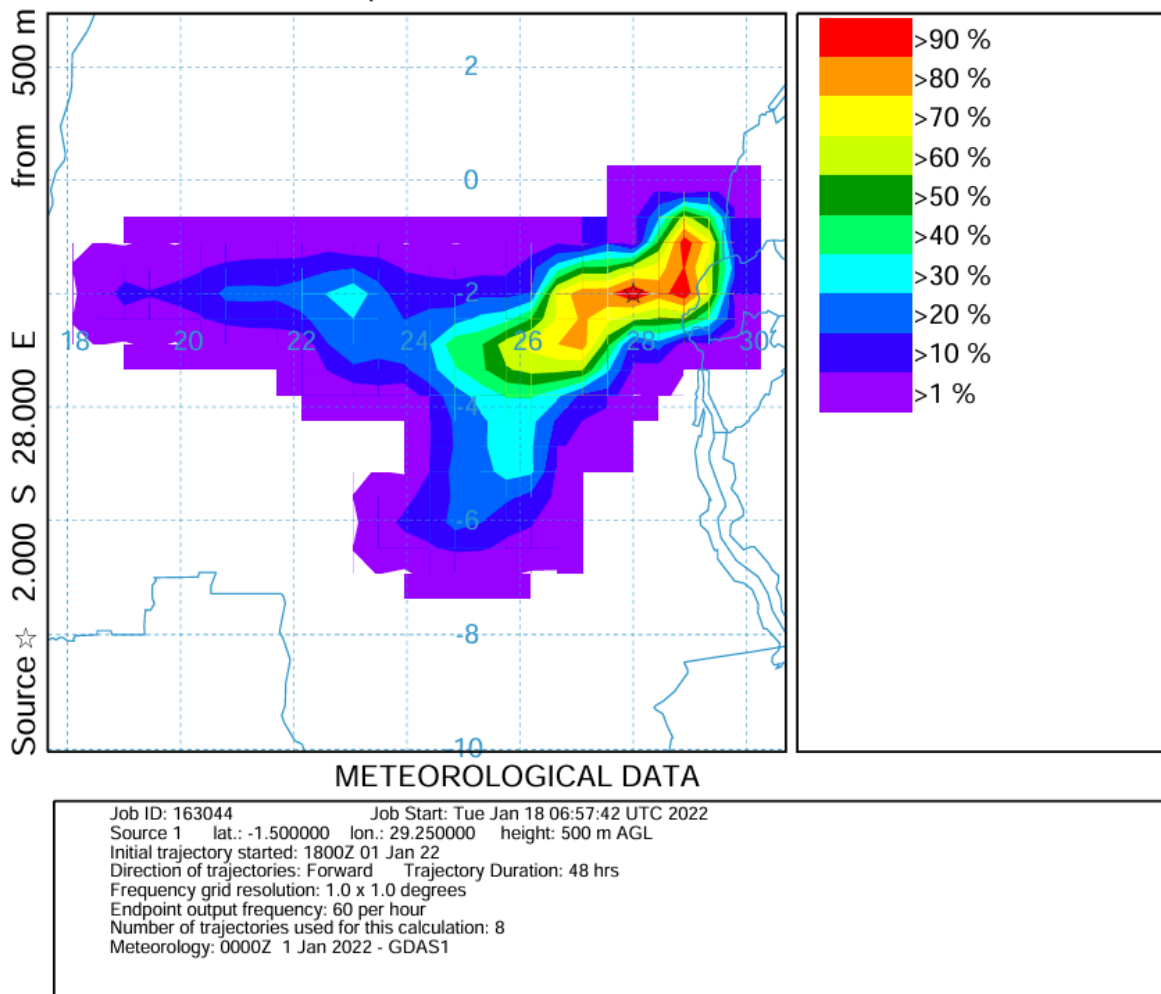 Source ☆ 2.000 S 28.000 E from 500 m
>90 %
>80 %
>70 %
>60 %
>50 %
>40 %
>30 %
>20 %
>10 %
>1 %
2
0
-2
18 20 22 24 26 28 30
-4
-6
-8
-10
METEOROLOGICAL DATA
Job ID: 163044 Job Start: Tue Jan 18 06:57:42 UTC 2022
Source 1 lat.: -1.500000 lon.: 29.250000 height: 500 m AGL
Initial trajectory started: 1800Z 01 Jan 22
Direction of trajectories: Forward Trajectory Duration: 48 hrs
Frequency grid resolution: 1.0 x 1.0 degrees
Endpoint output frequency: 60 per hour
Number of trajectories used for this calculation: 8
Meteorology: 0000Z 1 Jan 2022 - GDAS1